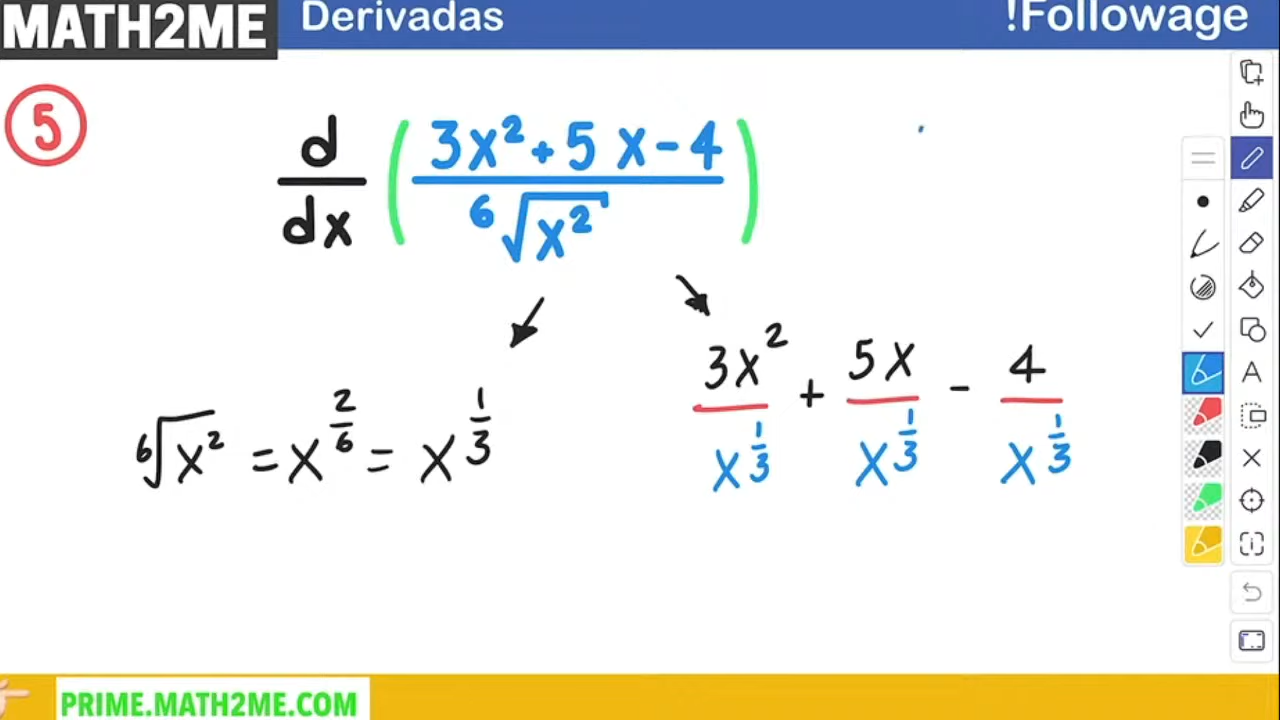 MATH2ME Derivadas !Followage
5
d/dx ( (3x² + 5x - 4) / ⁶√(x²) )
3x²/x^(1/3) + 5x/x^(1/3) - 4/x^(1/3)
⁶√(x²) = x^(2/6) = x^(1/3)
PRIME.MATH2ME.COM